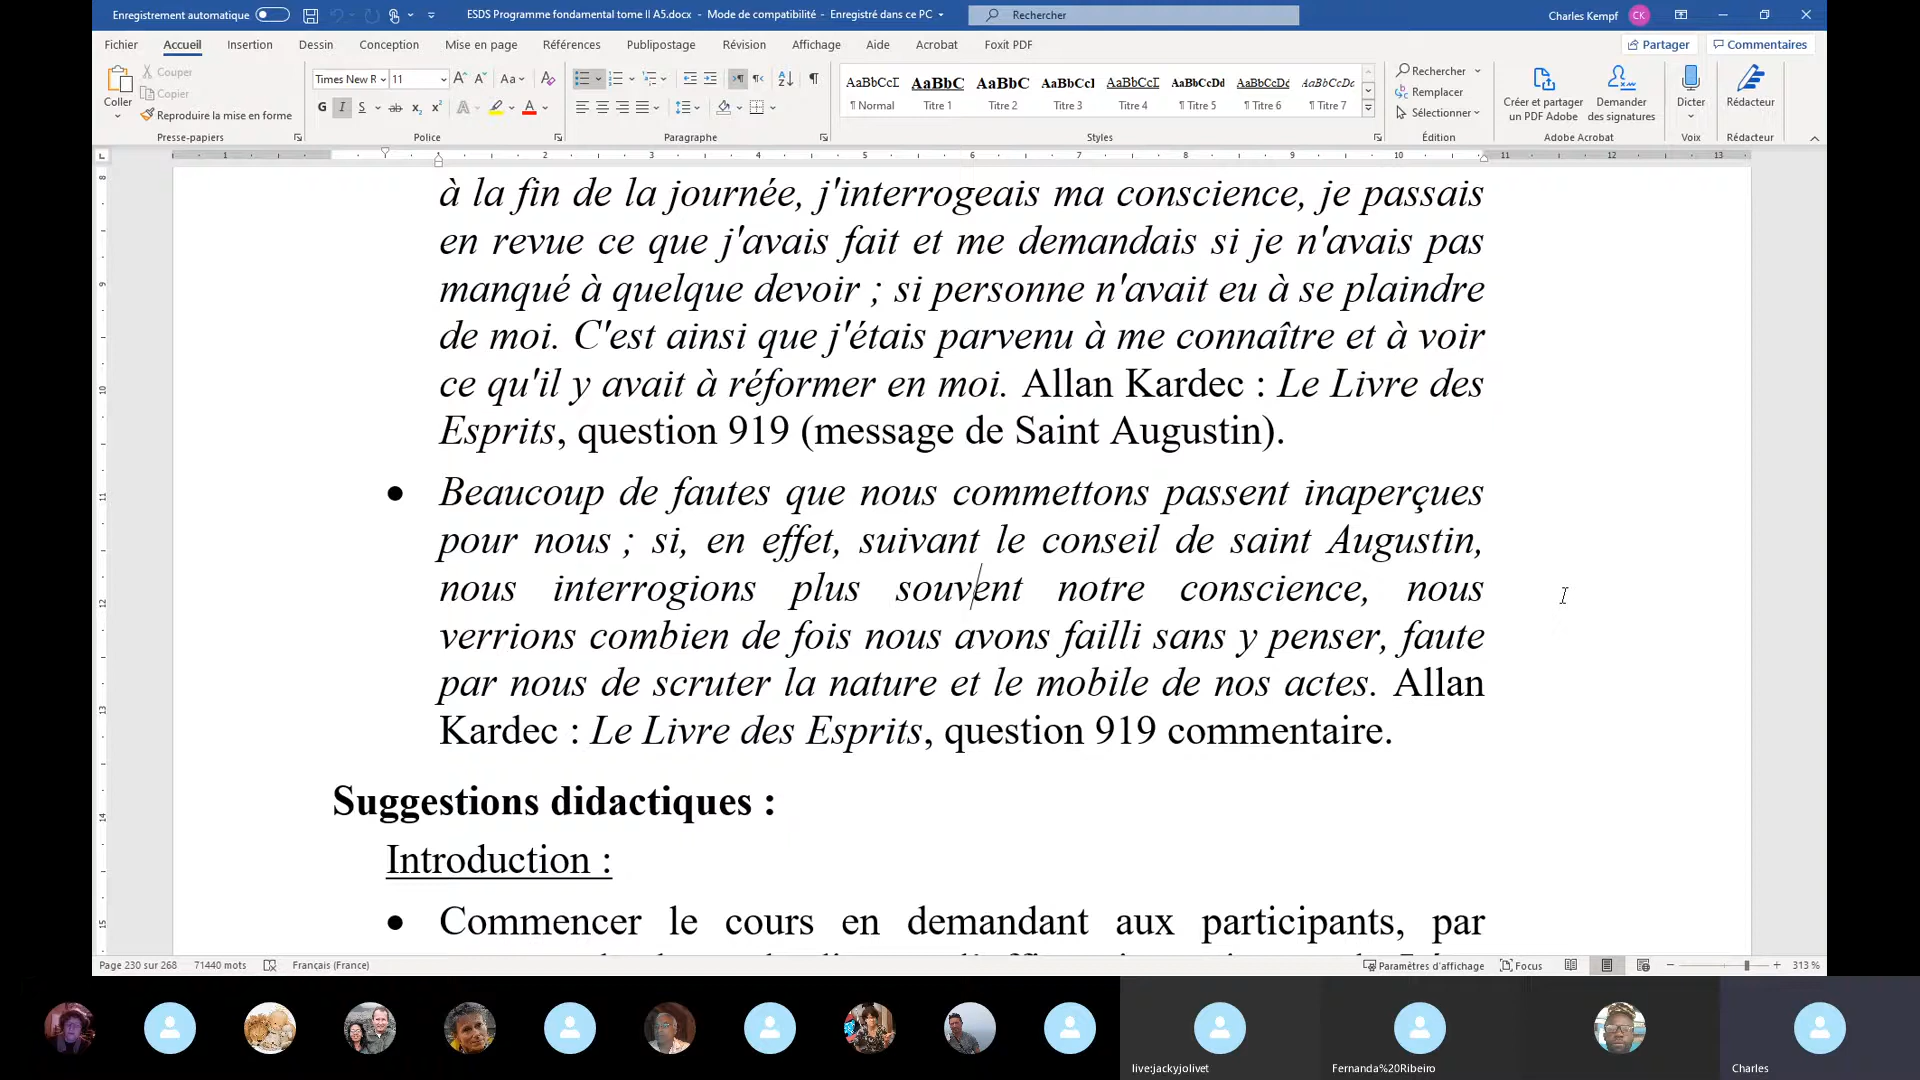 Enregistrement automatique
ESDS Programme fondamental tome II A5.docx - Mode de compatibilité - Enregistré dans ce PC
Rechercher
Charles Kempf
CK
Fichier Accueil Insertion Dessin Conception Mise en page Références Publipostage Révision Affichage Aide Acrobat Foxit PDF
Partager
Commentaires
Coller
Couper
Copier
Reproduire la mise en forme
Presse-papiers
Times New R
11
Police
Paragraphe
¶ Normal
Titre 1
Titre 2
Titre 3
Titre 4
¶ Titre 5
¶ Titre 6
¶ Titre 7
Styles
Rechercher
Remplacer
Sélectionner
Édition
Créer et partager
un PDF Adobe
Demander
des signatures
Adobe Acrobat
Dicter
Voix
Rédacteur
Rédacteur
à la fin de la journée, j'interrogeais ma conscience, je passais
en revue ce que j'avais fait et me demandais si je n'avais pas
manqué à quelque devoir ; si personne n'avait eu à se plaindre
de moi. C'est ainsi que j'étais parvenu à me connaître et à voir
ce qu'il y avait à réformer en moi. Allan Kardec : Le Livre des
Esprits, question 919 (message de Saint Augustin).
• Beaucoup de fautes que nous commettons passent inaperçues
pour nous ; si, en effet, suivant le conseil de saint Augustin,
nous interrogions plus souvent notre conscience, nous
verrions combien de fois nous avons failli sans y penser, faute
par nous de scruter la nature et le mobile de nos actes. Allan
Kardec : Le Livre des Esprits, question 919 commentaire.
Suggestions didactiques :
Introduction :
• Commencer le cours en demandant aux participants, par
Page 230 sur 268
71440 mots
Français (France)
Paramètres d'affichage
Focus
313 %
live:jackyjolivet
Fernanda%20Ribeiro
Charles